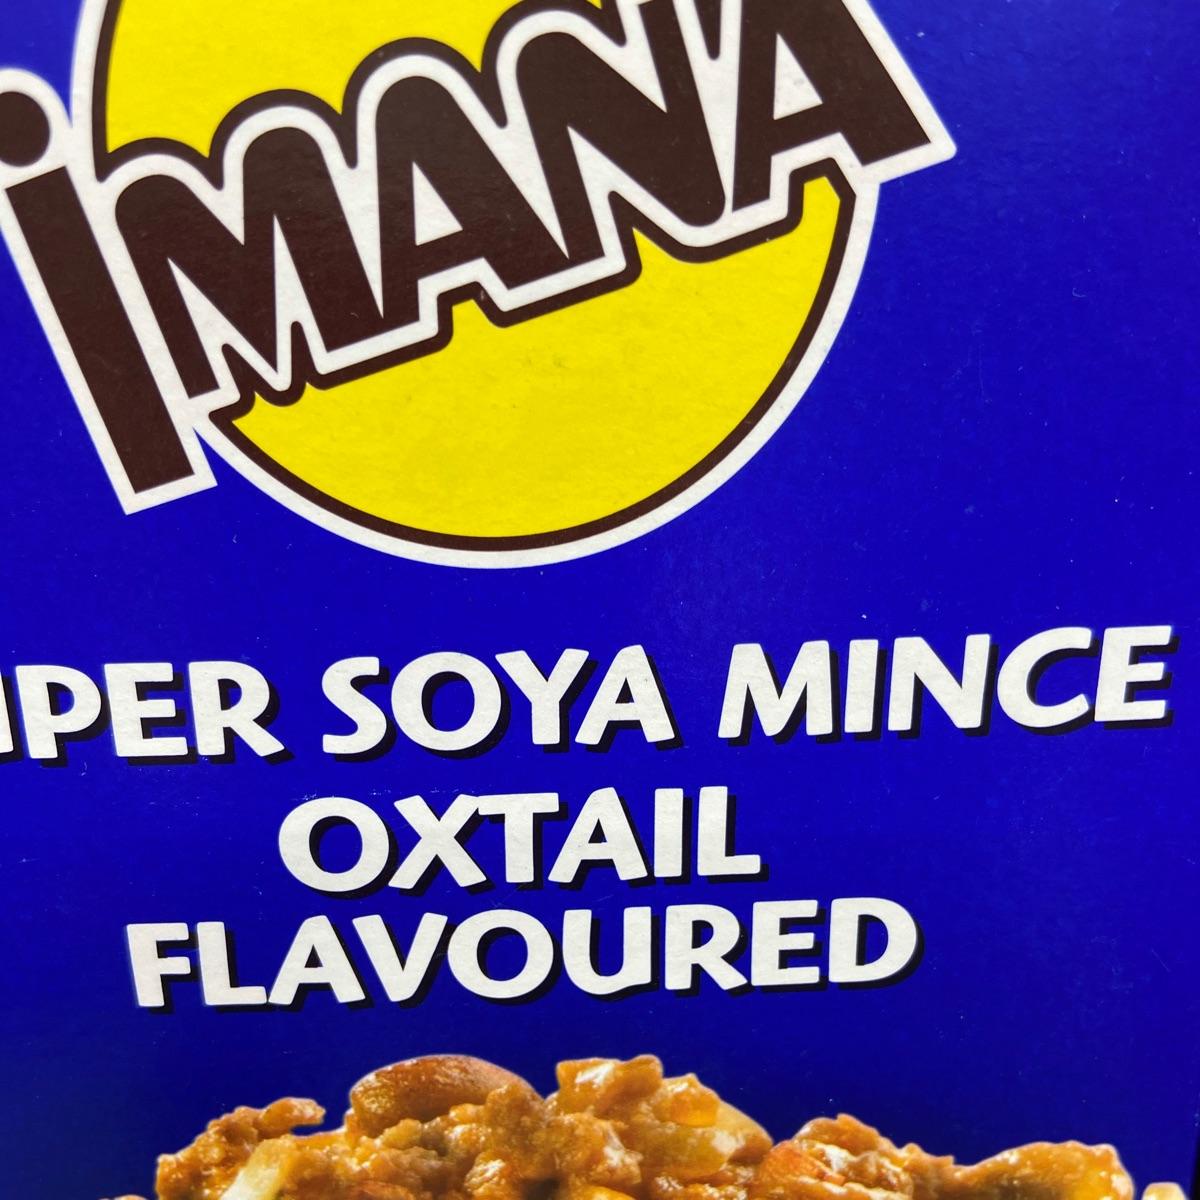 iMANA
UPER SOYA MINCE
OXTAIL
FLAVOURED